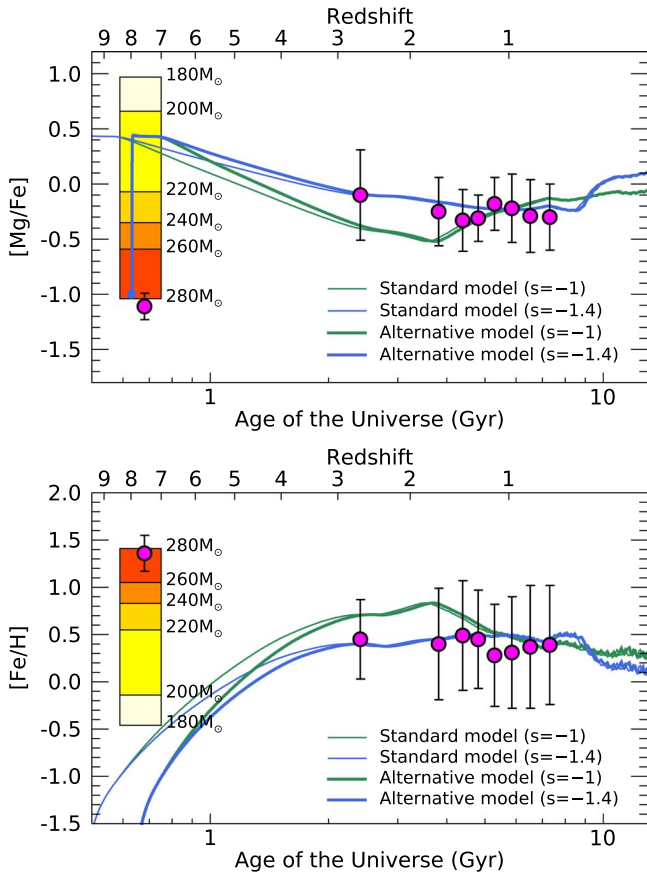 Redshift
9 8 7 6 5 4 3 2 1
180M⊙
1.0
200M⊙
0.5
220M⊙
0.0
240M⊙
-0.5
260M⊙
-1.0
280M⊙
-1.5
[Mg/Fe]
Standard model (s=−1)
Standard model (s=−1.4)
Alternative model (s=−1)
Alternative model (s=−1.4)
1 10
Age of the Universe (Gyr)
Redshift
9 8 7 6 5 4 3 2 1
2.0
1.5
280M⊙
1.0
260M⊙
240M⊙
0.5
220M⊙
0.0
200M⊙
-0.5
180M⊙
-1.0
-1.5
[Fe/H]
Standard model (s=−1)
Standard model (s=−1.4)
Alternative model (s=−1)
Alternative model (s=−1.4)
1 10
Age of the Universe (Gyr)